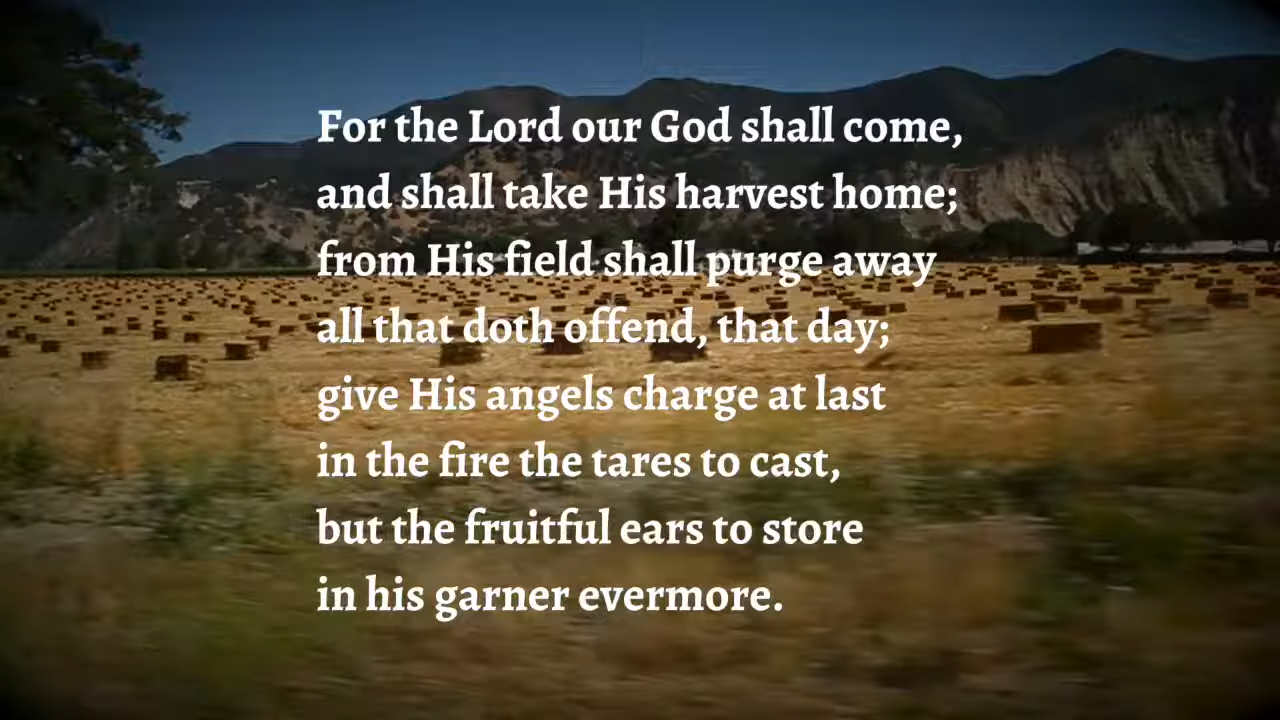 For the Lord our God shall come,
and shall take His harvest home;
from His field shall purge away
all that doth offend, that day;
give His angels charge at last
in the fire the tares to cast,
but the fruitful ears to store
in his garner evermore.